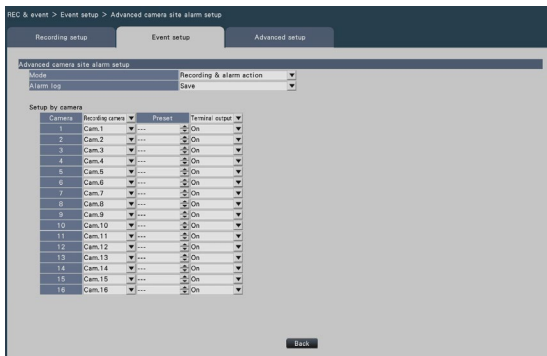 REC & event > Event setup > Advanced camera site alarm setup
Recording setup Event setup Advanced setup
Advanced camera site alarm setup
Mode Recording & alarm action
Alarm log Save
Setup by camera
Camera Recording camera Preset Terminal output
1 Cam.1 --- On
2 Cam.2 --- On
3 Cam.3 --- On
4 Cam.4 --- On
5 Cam.5 --- On
6 Cam.6 --- On
7 Cam.7 --- On
8 Cam.8 --- On
9 Cam.9 --- On
10 Cam.10 --- On
11 Cam.11 --- On
12 Cam.12 --- On
13 Cam.13 --- On
14 Cam.14 --- On
15 Cam.15 --- On
16 Cam.16 --- On
Back